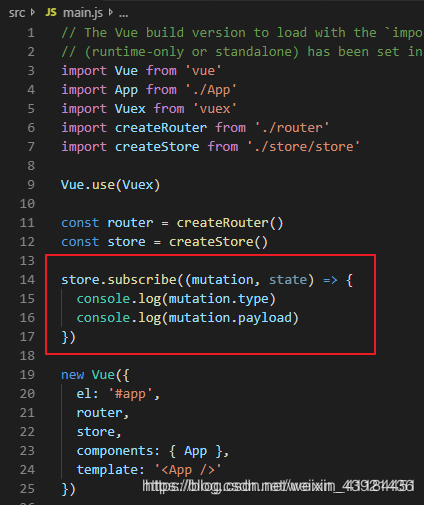 src > JS main.js > ...
1 // The Vue build version to load with the `impo
2 // (runtime-only or standalone) has been set in
3 import Vue from 'vue'
4 import App from './App'
5 import Vuex from 'vuex'
6 import createRouter from './router'
7 import createStore from './store/store'
8
9 Vue.use(Vuex)
10
11 const router = createRouter()
12 const store = createStore()
13
14 store.subscribe((mutation, state) => {
15   console.log(mutation.type)
16   console.log(mutation.payload)
17 })
18
19 new Vue({
20   el: '#app',
21   router,
22   store,
23   components: { App },
24   template: '<App />'
25 })